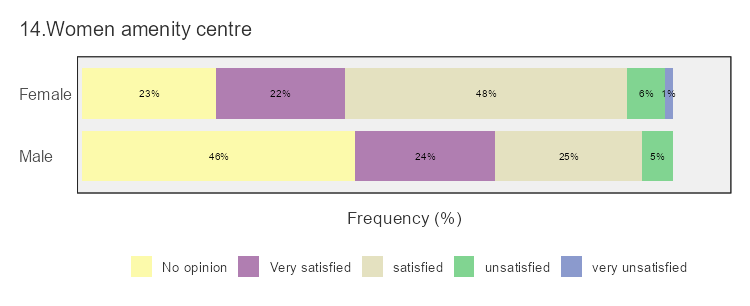 14.Women amenity centre
Female 23% 22% 48% 6% 1%
Male 46% 24% 25% 5%
Frequency (%)
No opinion Very satisfied satisfied unsatisfied very unsatisfied